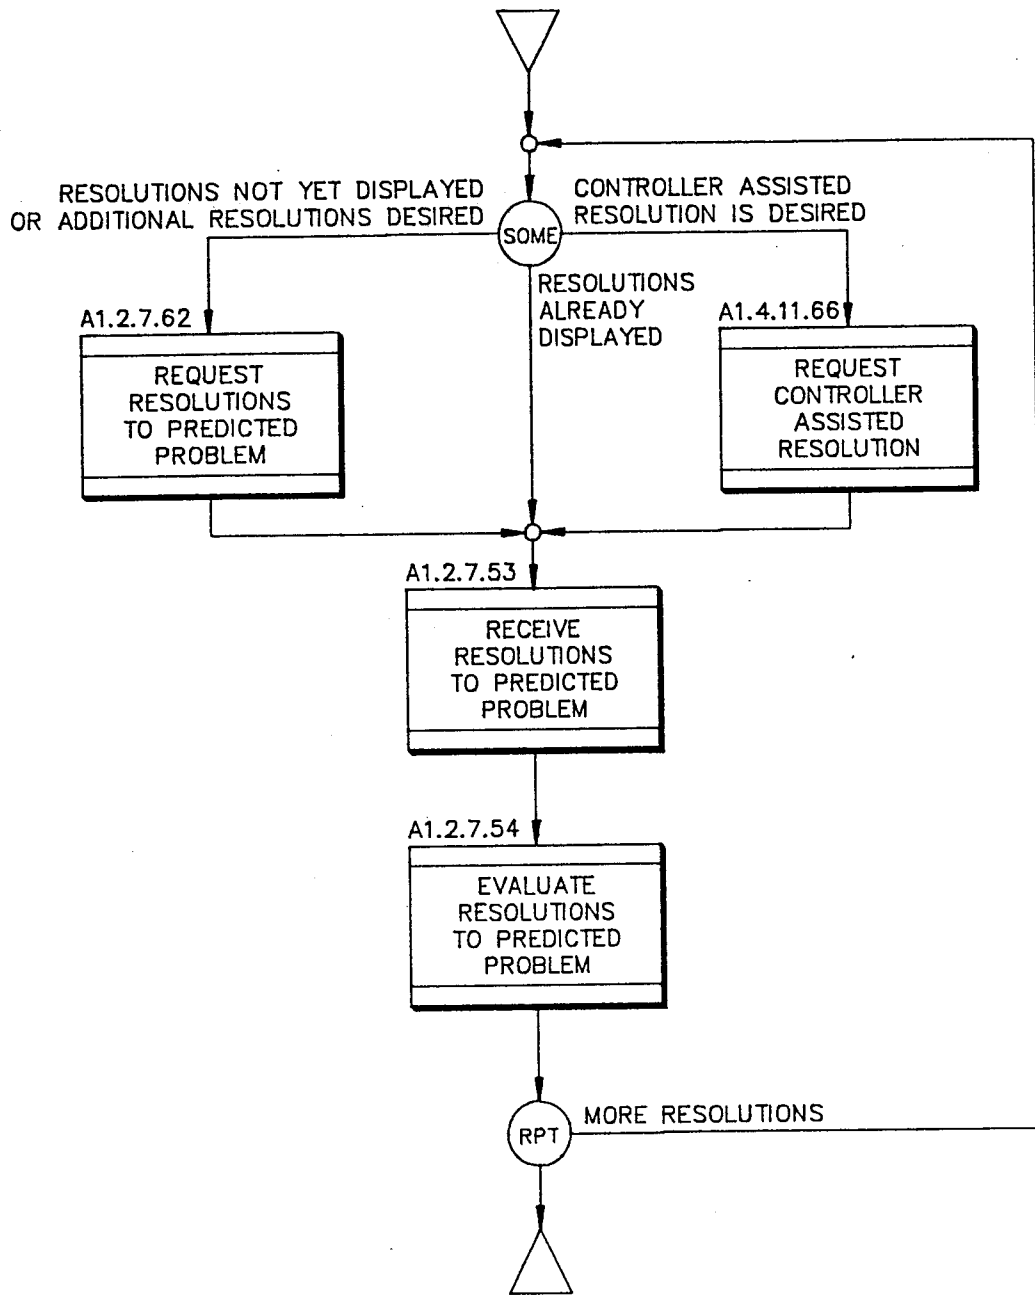 RESOLUTIONS NOT YET DISPLAYED
OR ADDITIONAL RESOLUTIONS DESIRED
CONTROLLER ASSISTED
RESOLUTION IS DESIRED
SOME
RESOLUTIONS
ALREADY
DISPLAYED
A1.2.7.62
REQUEST
RESOLUTIONS
TO PREDICTED
PROBLEM
A1.4.11.66
REQUEST
CONTROLLER
ASSISTED
RESOLUTION
A1.2.7.53
RECEIVE
RESOLUTIONS
TO PREDICTED
PROBLEM
A1.2.7.54
EVALUATE
RESOLUTIONS
TO PREDICTED
PROBLEM
RPT
MORE RESOLUTIONS